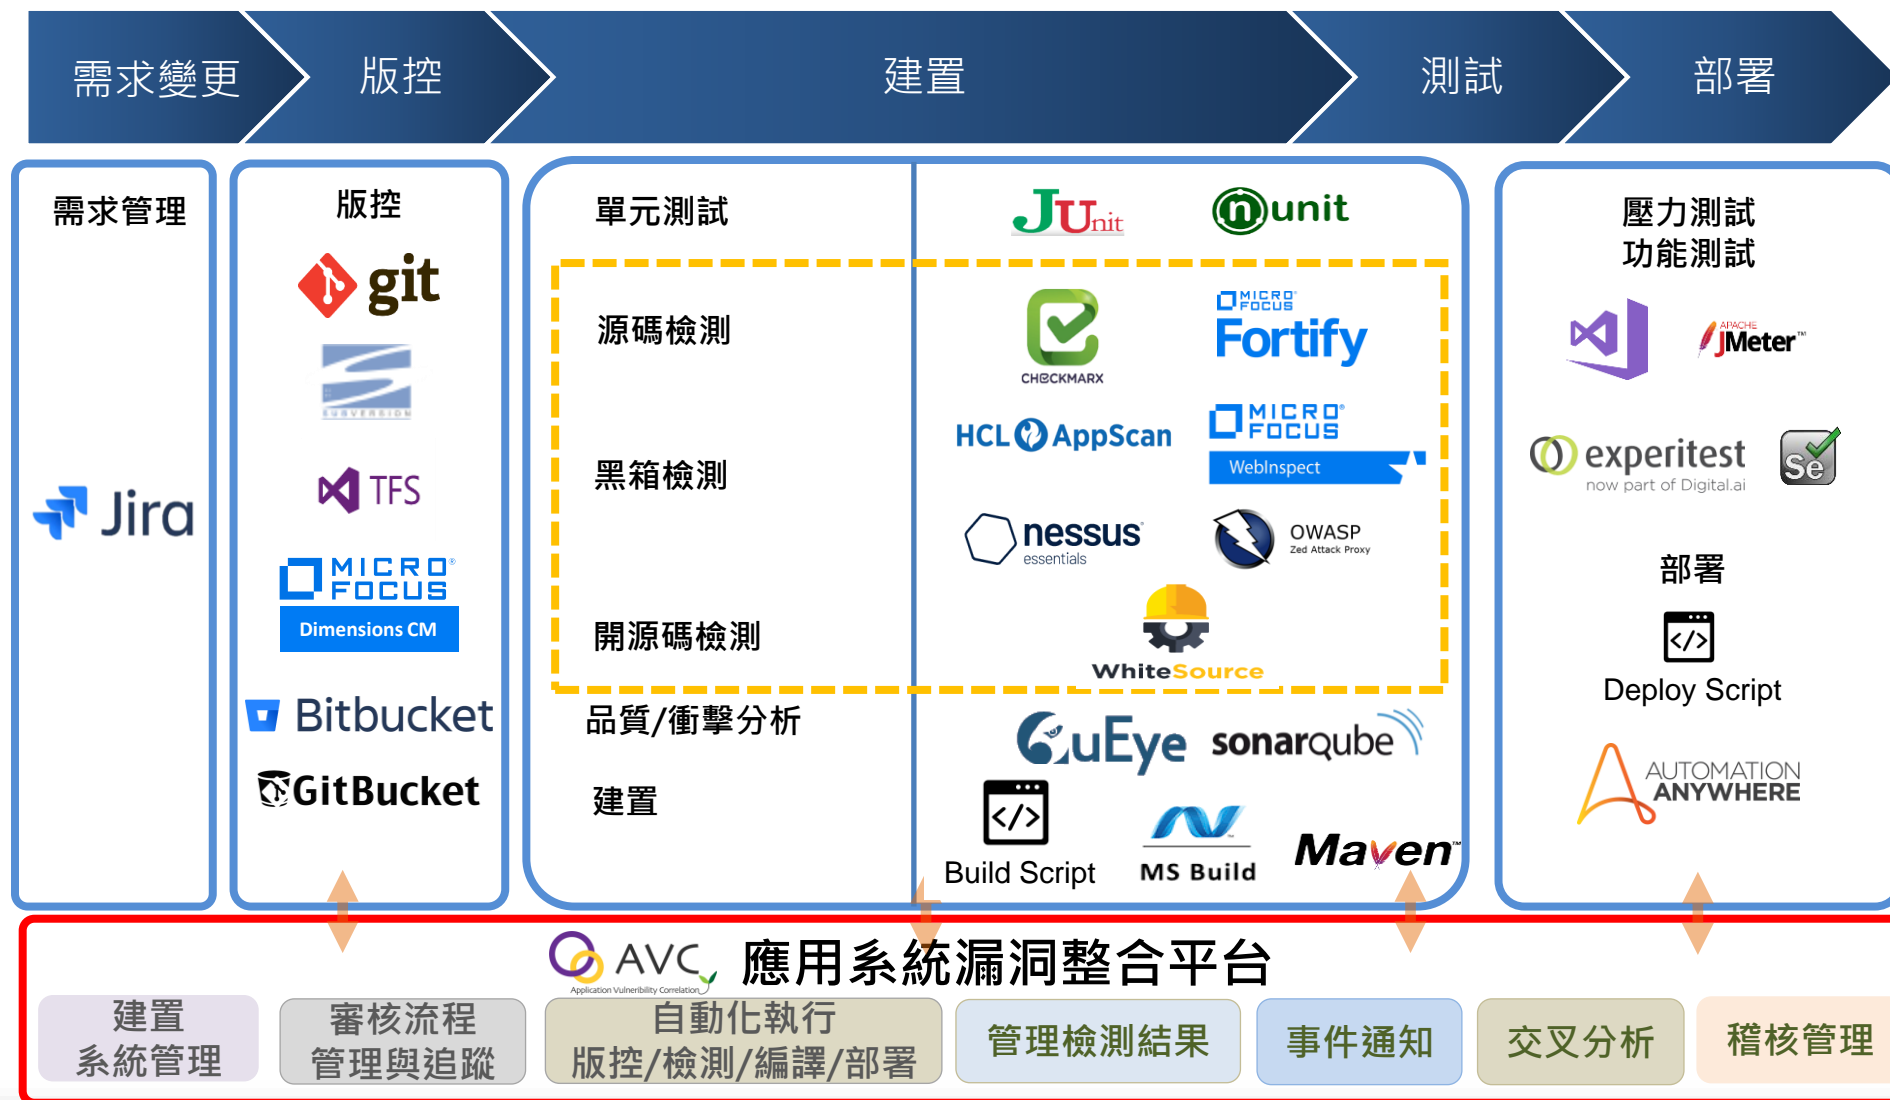 需求變更
版控
建置
測試
部署
需求管理
Jira
版控
git
SUBVERSION
TFS
MICRO
FOCUS
Dimensions CM
Bitbucket
GitBucket
單元測試
JUnit
nunit
源碼檢測
CHECKMARX
MICRO
FOCUS
Fortify
黑箱檢測
HCL AppScan
MICRO
FOCUS
WebInspect
nessus
essentials
OWASP
Zed Attack Proxy
開源碼檢測
WhiteSource
品質/衝擊分析
GuEye
sonarqube
建置
Build Script
MS Build
Maven™
壓力測試
功能測試
APACHE
JMeter™
experitest
now part of Digital.ai
Se
部署
Deploy Script
AUTOMATION
ANYWHERE
AVC
Application Vulneribility Correlation
應用系統漏洞整合平台
建置
系統管理
審核流程
管理與追蹤
自動化執行
版控/檢測/編譯/部署
管理檢測結果
事件通知
交叉分析
稽核管理